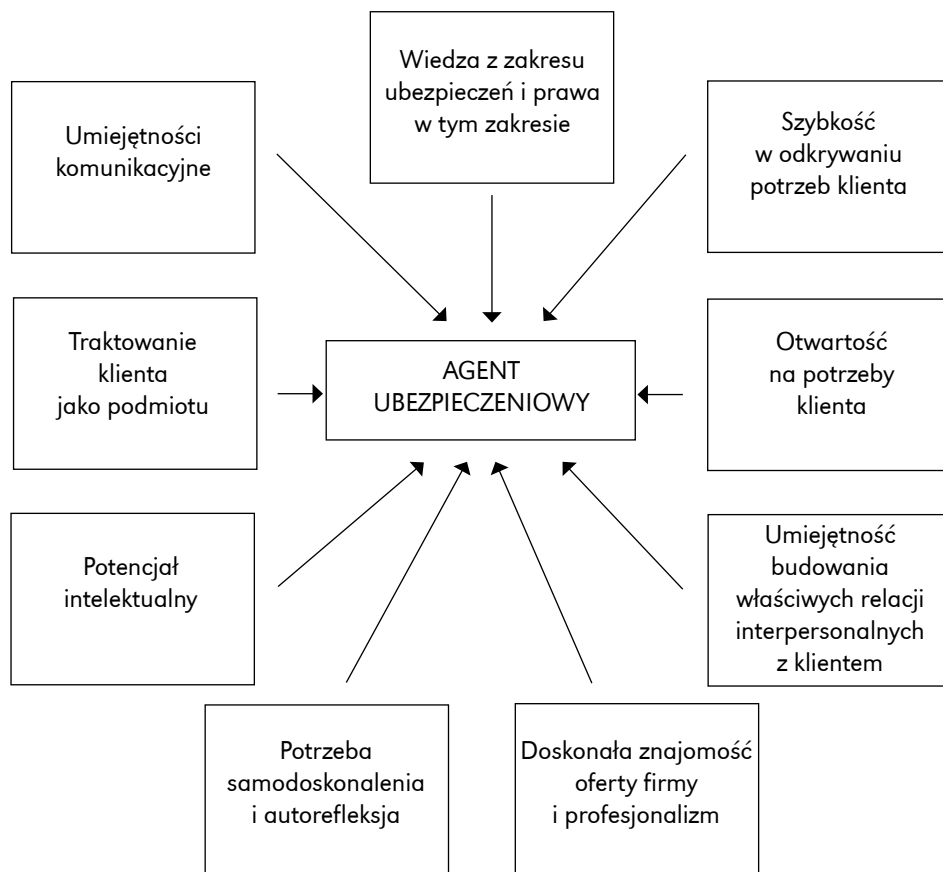 Wiedza z zakresu
ubezpieczeń i prawa
w tym zakresie
Umiejętności
komunikacyjne
Szybkość
w odkrywaniu
potrzeb klienta
Traktowanie
klienta
jako podmiotu
AGENT
UBEZPIECZENIOWY
Otwartość
na potrzeby
klienta
Potencjał
intelektualny
Umiejętność
budowania
właściwych relacji
interpersonalnych
z klientem
Potrzeba
samodoskonalenia
i autorefleksja
Doskonała znajomość
oferty firmy
i profesjonalizm